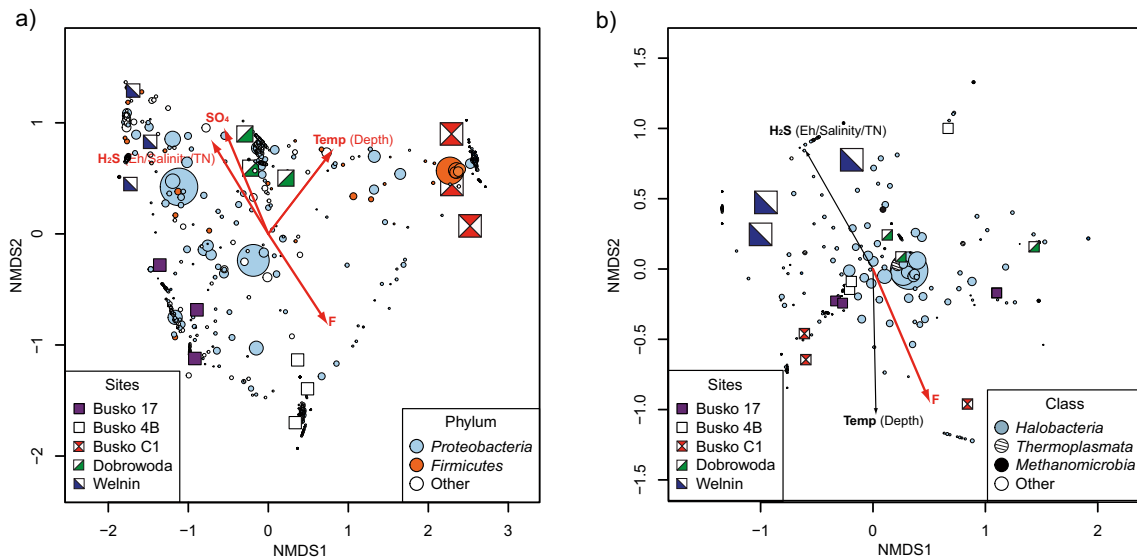 a)
b)
NMDS2
2
1
0
−1
−2
SO₄
H₂S (Eh/Salinity/TN)
Temp (Depth)
F
Sites
Busko 17
Busko 4B
Busko C1
Dobrowoda
Welnin
Phylum
Proteobacteria
Firmicutes
Other
−2 −1 0 1 2 3
NMDS1
NMDS2
1.5
1.0
0.5
0.0
−0.5
−1.0
−1.5
H₂S (Eh/Salinity/TN)
F
Temp (Depth)
Sites
Busko 17
Busko 4B
Busko C1
Dobrowoda
Welnin
Class
Halobacteria
Thermoplasmata
Methanomicrobia
Other
−1 0 1 2
NMDS1